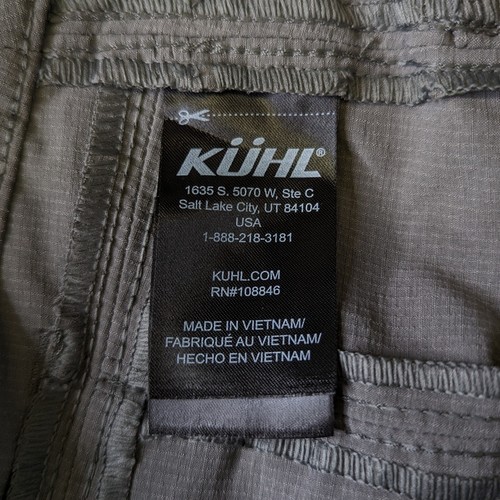 KÜHL®
1635 S. 5070 W, Ste C
Salt Lake City, UT 84104
USA
1-888-218-3181
KUHL.COM
RN#108846
MADE IN VIETNAM/
FABRIQUÉ AU VIETNAM/
HECHO EN VIETNAM